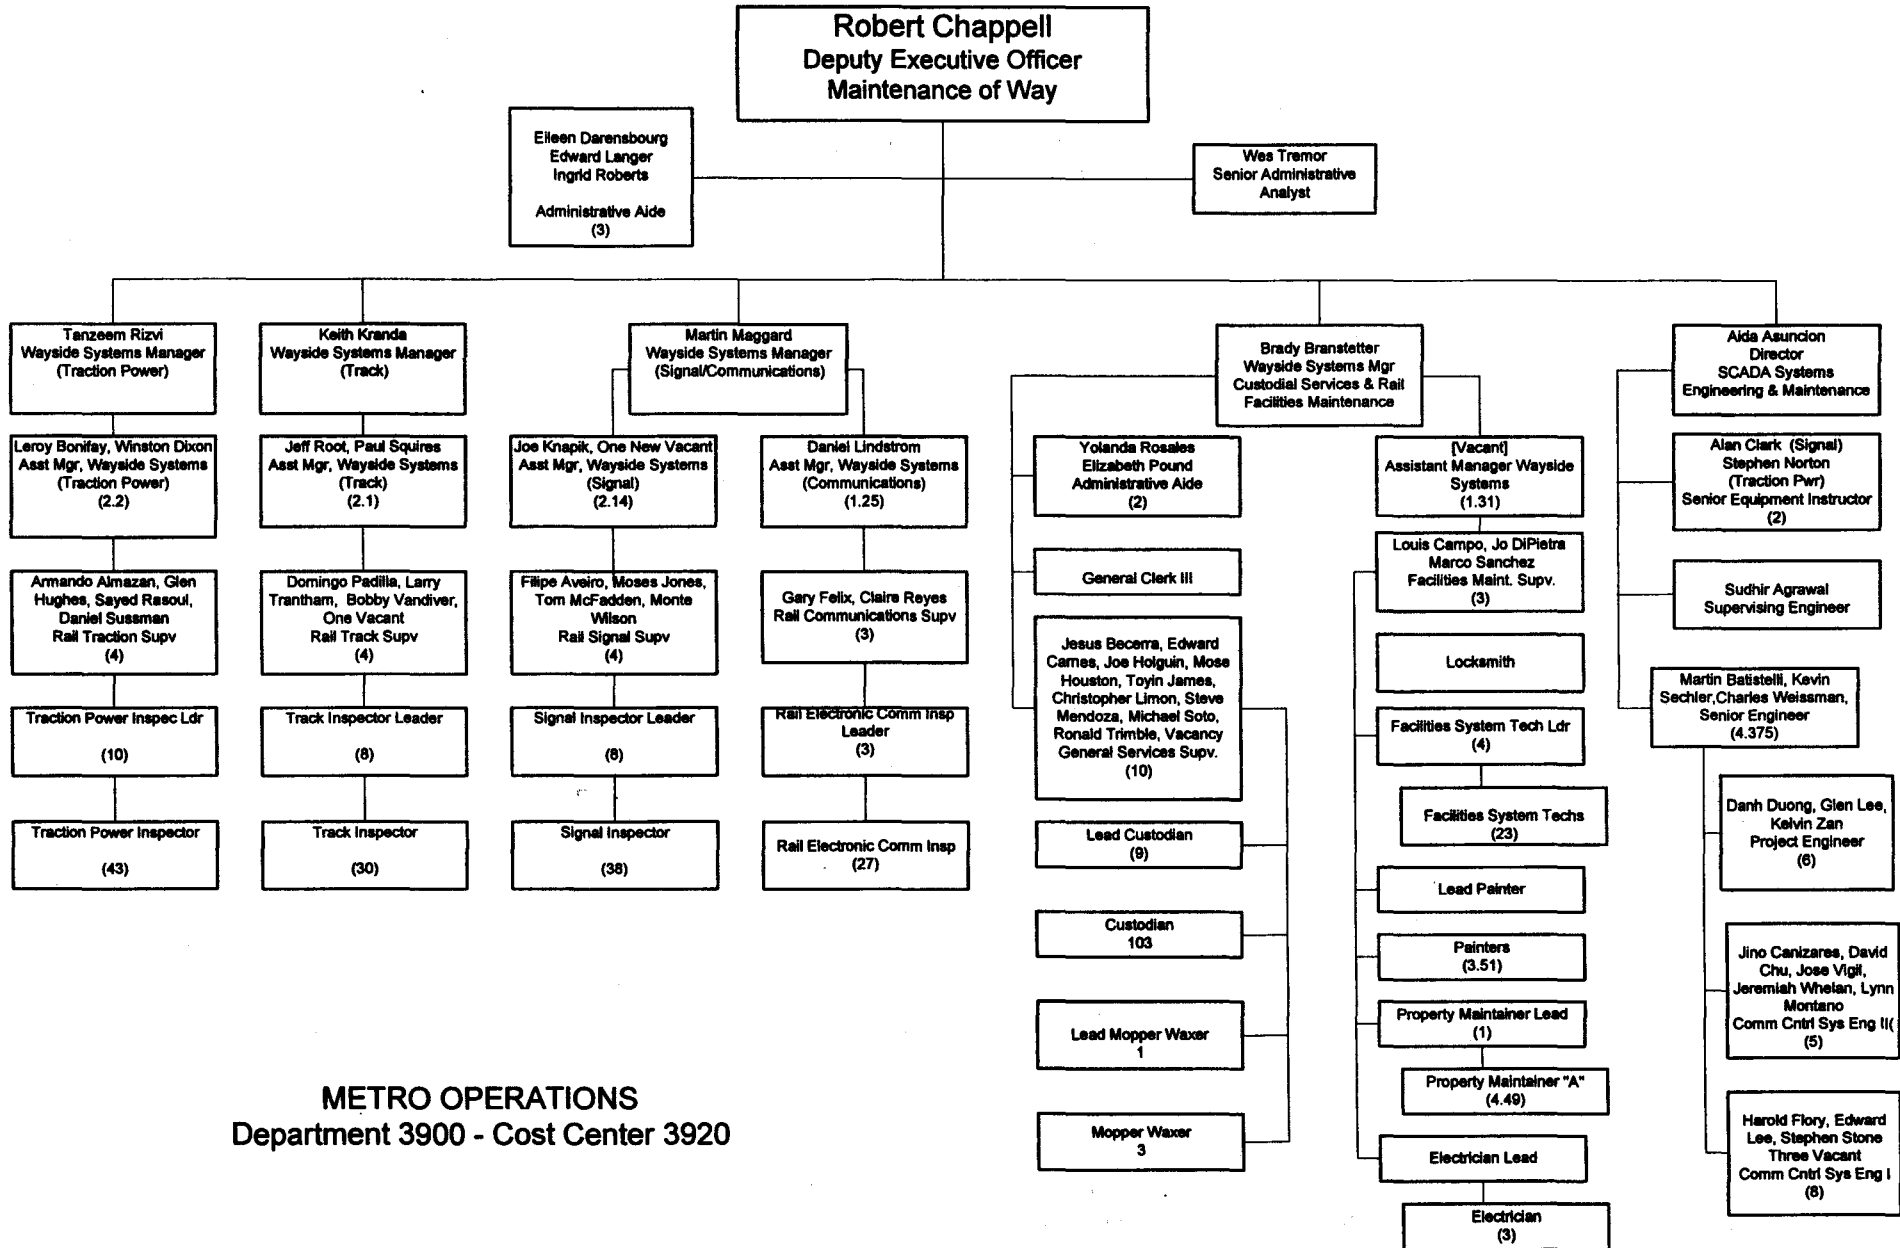 Robert Chappell
Deputy Executive Officer
Maintenance of Way
Eileen Darensbourg
Edward Langer
Ingrid Roberts
Administrative Aide
(3)
Wes Tremor
Senior Administrative
Analyst
Tanzeem Rizvi
Wayside Systems Manager
(Traction Power)
Leroy Bonifay, Winston Dixon
Asst Mgr, Wayside Systems
(Traction Power)
(2.2)
Armando Almazan, Glen
Hughes, Sayed Rasoul,
Daniel Sussman
Rail Traction Supv
(4)
Traction Power Inspec Ldr
(10)
Traction Power Inspector
(43)
Keith Kranda
Wayside Systems Manager
(Track)
Jeff Root, Paul Squires
Asst Mgr, Wayside Systems
(Track)
(2.1)
Domingo Padilla, Larry
Trantham, Bobby Vandiver,
One Vacant
Rail Track Supv
(4)
Track Inspector Leader
(8)
Track Inspector
(30)
Martin Maggard
Wayside Systems Manager
(Signal/Communications)
Joe Knapik, One New Vacant
Asst Mgr, Wayside Systems
(Signal)
(2.14)
Filipe Aveiro, Moses Jones,
Tom McFadden, Monte
Wilson
Rail Signal Supv
(4)
Signal Inspector Leader
(8)
Signal Inspector
(38)
Daniel Lindstrom
Asst Mgr, Wayside Systems
(Communications)
(1.25)
Gary Felix, Claire Reyes
Rail Communications Supv
(3)
Rail Electronic Comm Insp
Leader
(3)
Rail Electronic Comm Insp
(27)
Brady Branstetter
Wayside Systems Mgr
Custodial Services & Rail
Facilities Maintenance
Yolanda Rosales
Elizabeth Pound
Administrative Aide
(2)
General Clerk III
Jesus Becerra, Edward
Carnes, Joe Holguin, Mose
Houston, Toyin James,
Christopher Limon, Steve
Mendoza, Michael Soto,
Ronald Trimble, Vacancy
General Services Supv.
(10)
Lead Custodian
(9)
Custodian
103
Lead Mopper Waxer
1
Mopper Waxer
3
[Vacant]
Assistant Manager Wayside
Systems
(1.31)
Louis Campo, Jo DiPietra
Marco Sanchez
Facilities Maint. Supv.
(3)
Locksmith
Facilities System Tech Ldr
(4)
Facilities System Techs
(23)
Lead Painter
Painters
(3.51)
Property Maintainer Lead
(1)
Property Maintainer "A"
(4.49)
Electrician Lead
Electrician
(3)
Aida Asuncion
Director
SCADA Systems
Engineering & Maintenance
Alan Clark (Signal)
Stephen Norton
(Traction Pwr)
Senior Equipment Instructor
(2)
Sudhir Agrawal
Supervising Engineer
Martin Batistelli, Kevin
Sechler,Charles Weissman,
Senior Engineer
(4.375)
Danh Duong, Glen Lee,
Kelvin Zan
Project Engineer
(6)
Jino Canizares, David
Chu, Jose Vigil,
Jeremiah Whelan, Lynn
Montano
Comm Cntrl Sys Eng II(
(5)
Harold Flory, Edward
Lee, Stephen Stone
Three Vacant
Comm Cntrl Sys Eng I
(8)
METRO OPERATIONS
Department 3900 - Cost Center 3920